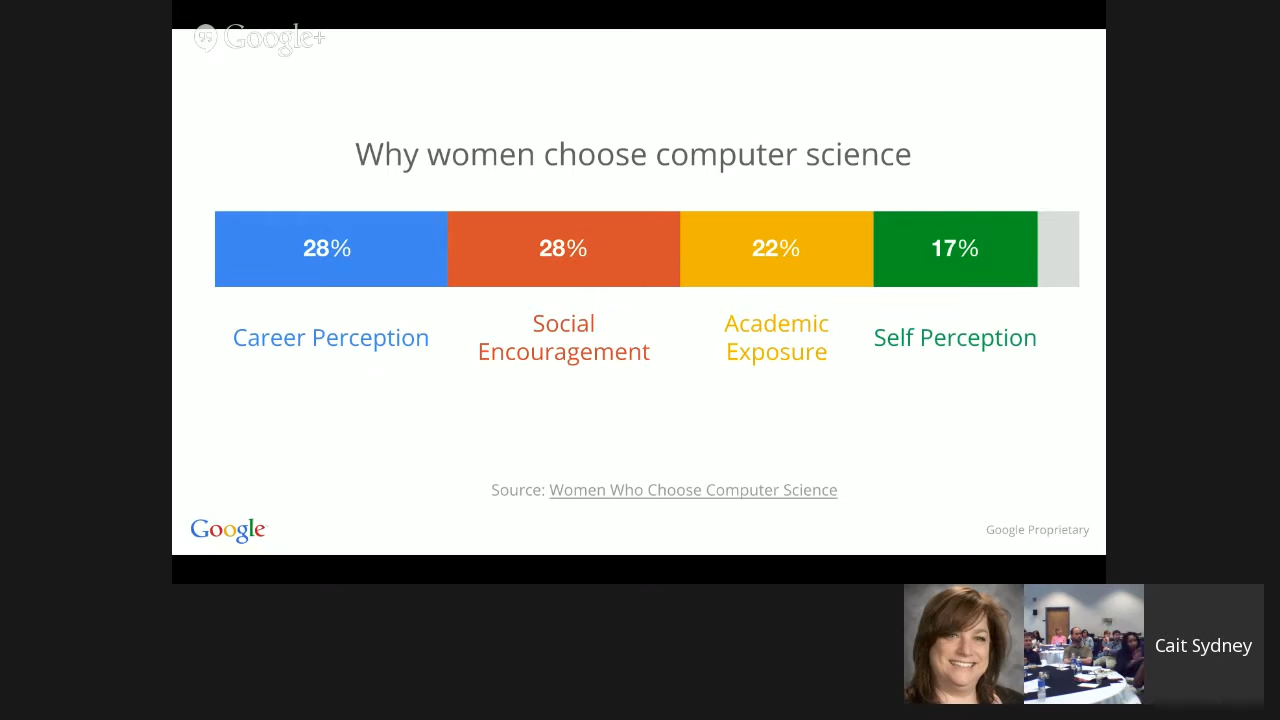 Google+
Why women choose computer science
28% 28% 22% 17%
Career Perception
Social
Encouragement
Academic
Exposure
Self Perception
Source: Women Who Choose Computer Science
Google
Google Proprietary
Cait Sydney